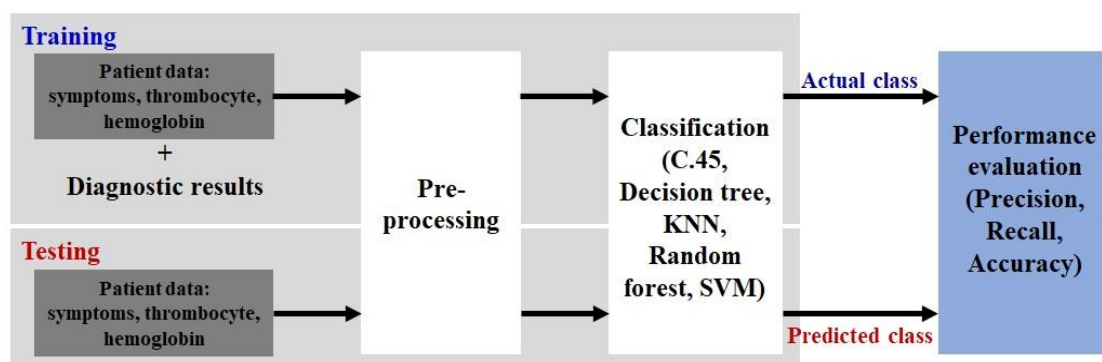 Training
Patient data:
symptoms, thrombocyte,
hemoglobin
+
Diagnostic results
Testing
Patient data:
symptoms, thrombocyte,
hemoglobin
Pre-
processing
Classification
(C.45,
Decision tree,
KNN,
Random
forest, SVM)
Actual class
Predicted class
Performance
evaluation
(Precision,
Recall,
Accuracy)